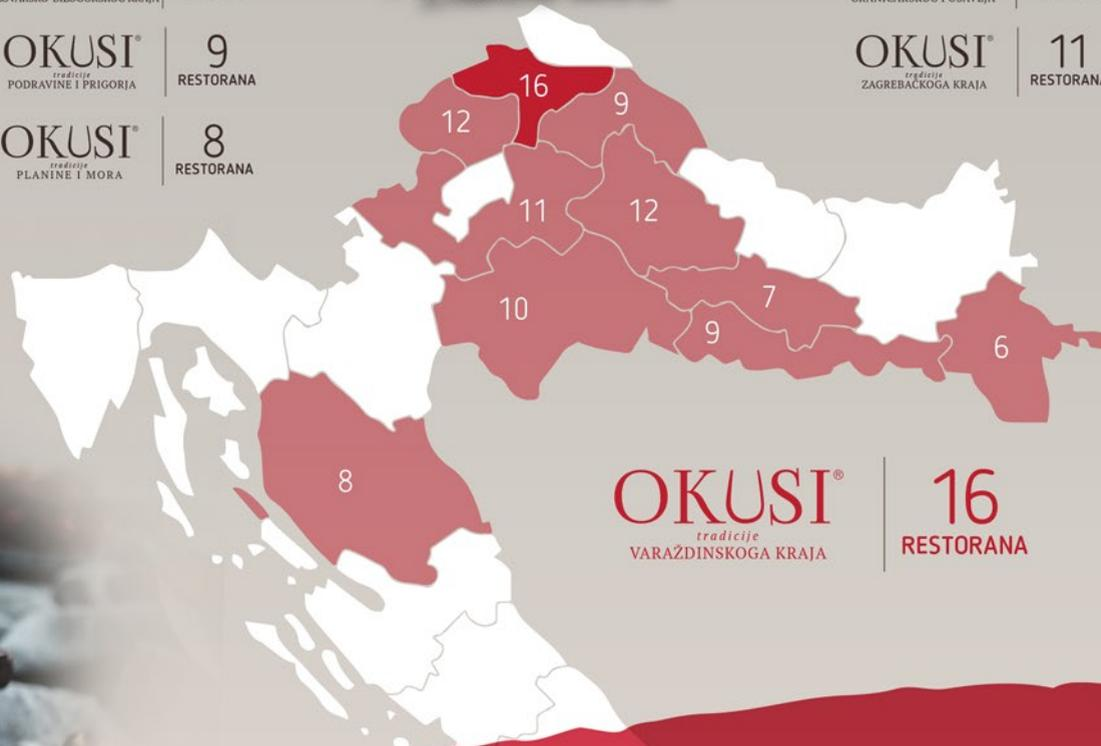 OKUSI®
tradicije
PODRAVINE I PRIGORJA
9
RESTORANA
OKUSI®
tradicije
PLANINE I MORA
8
RESTORANA
OKUSI®
tradicije
ZAGREBAČKOGA KRAJA
11
RESTORANA
16
9
12
11
12
10
7
9
6
8
OKUSI®
tradicije
VARAŽDINSKOGA KRAJA
16
RESTORANA